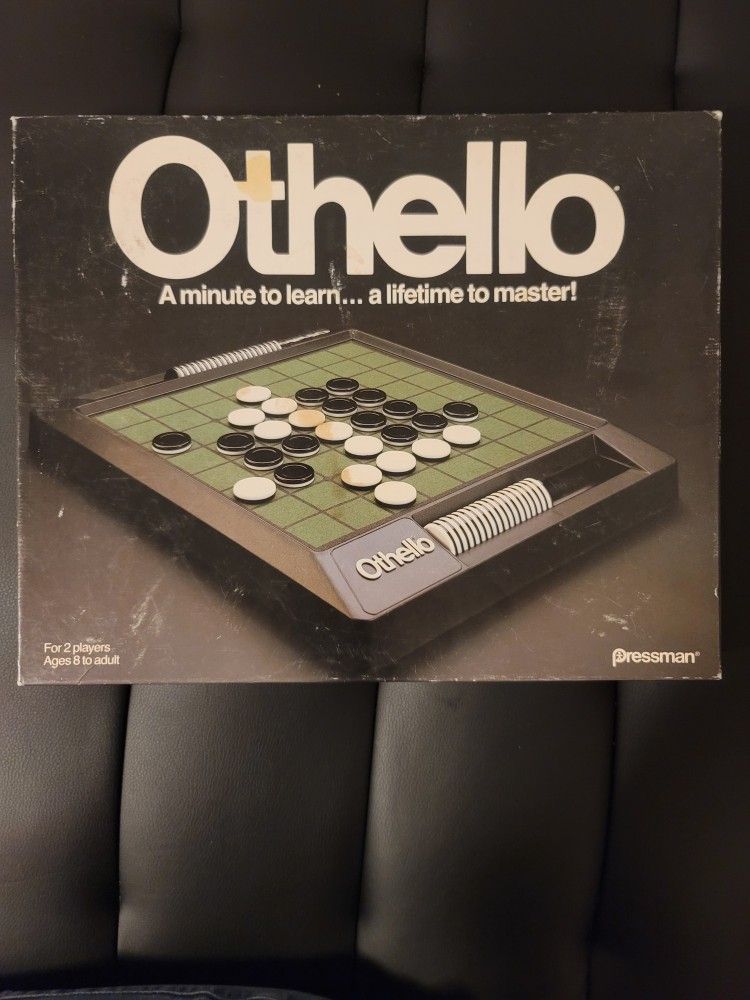 Othello
A minute to learn... a lifetime to master!
Othello
For 2 players
Ages 8 to adult
Pressman®